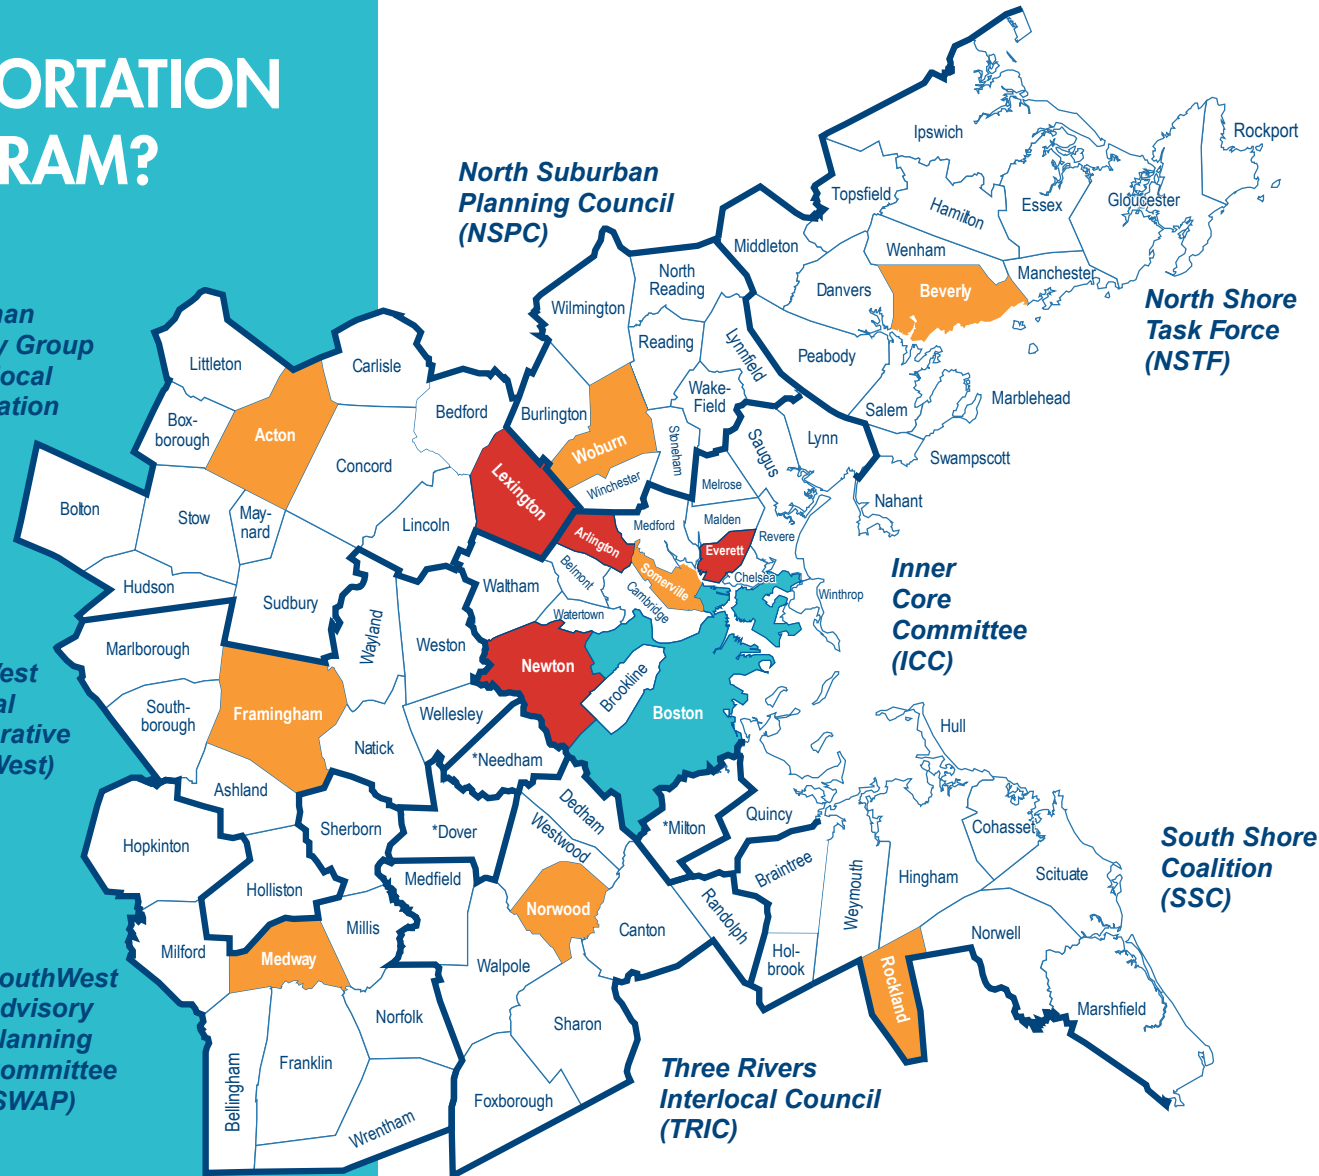 ORTATION
RAM?
North Suburban
Planning Council
(NSPC)
an
y Group
local
ation
Ipswich
Rockport
Topsfield
Hamilton
Essex
Gloucester
Middleton
Wenham
Manchester
Danvers
Beverly
North Shore
Task Force
(NSTF)
North
Reading
Wilmington
Reading
Lynnfield
Peabody
Marblehead
Salem
Swampscott
Nahant
Littleton
Carlisle
Bedford
Burlington
Wake-
Field
Woburn
Stoneham
Saugus
Lynn
Box-
borough
Acton
Concord
Lexington
Winchester
Melrose
Bolton
Stow
May-
nard
Lincoln
Arlington
Medford
Malden
Revere
Everett
Chelsea
Winthrop
Hudson
Sudbury
Waltham
Belmont
Somerville
Cambridge
Watertown
Inner
Core
Committee
(ICC)
Marlborough
Wayland
Weston
Newton
Brookline
Boston
est
al
rative
West)
South-
borough
Framingham
Natick
Wellesley
*Needham
Hull
Ashland
Hopkinton
Sherborn
*Dover
Dedham
Westwood
*Milton
Quincy
Cohasset
South Shore
Coalition
(SSC)
Holliston
Medfield
Norwood
Braintree
Weymouth
Hingham
Scituate
Milford
Medway
Millis
Walpole
Canton
Randolph
Hol-
brook
Norwell
Rockland
Marshfield
outhWest
dvisory
lanning
ommittee
SWAP)
Norfolk
Sharon
Bellingham
Franklin
Wrentham
Foxborough
Three Rivers
Interlocal Council
(TRIC)